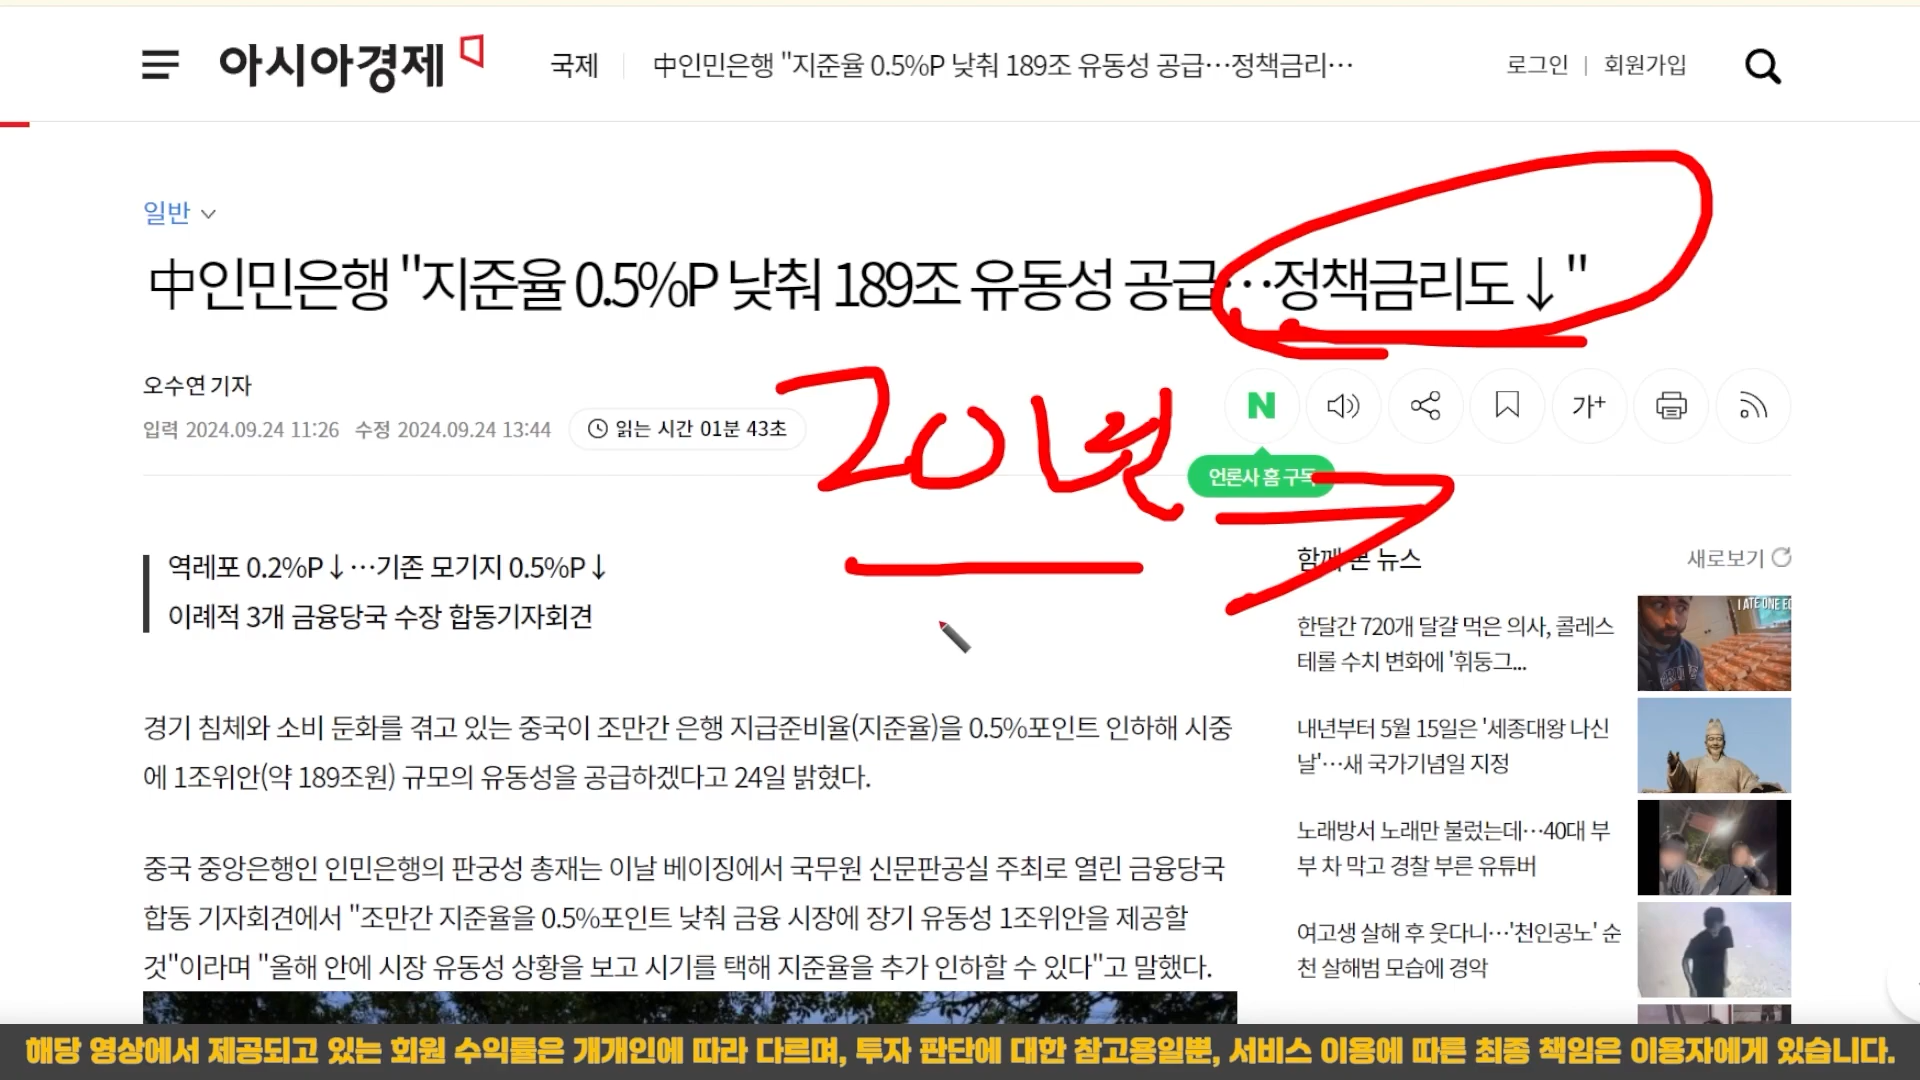 아시아경제
국제
中인민은행 "지준율 0.5%P 낮춰 189조 유동성 공급…정책금리…
로그인 | 회원가입
일반
中인민은행 "지준율 0.5%P 낮춰 189조 유동성 공급…정책금리도↓"
오수연 기자
입력 2024.09.24 11:26 수정 2024.09.24 13:44
읽는 시간 01분 43초
N
가+
언론사 홈 구독
20년
역레포 0.2%P↓…기존 모기지 0.5%P↓
이례적 3개 금융당국 수장 합동기자회견
경기 침체와 소비 둔화를 겪고 있는 중국이 조만간 은행 지급준비율(지준율)을 0.5%포인트 인하해 시중
에 1조위안(약 189조원) 규모의 유동성을 공급하겠다고 24일 밝혔다.
중국 중앙은행인 인민은행의 판궁성 총재는 이날 베이징에서 국무원 신문판공실 주최로 열린 금융당국
합동 기자회견에서 "조만간 지준율을 0.5%포인트 낮춰 금융 시장에 장기 유동성 1조위안을 제공할
것"이라며 "올해 안에 시장 유동성 상황을 보고 시기를 택해 지준율을 추가 인하할 수 있다"고 말했다.
함께 본 뉴스
새로보기
한달간 720개 달걀 먹은 의사, 콜레스
테롤 수치 변화에 '휘둥그...
I ATE ONE
내년부터 5월 15일은 '세종대왕 나신
날'…새 국가기념일 지정
노래방서 노래만 불렀는데…40대 부
부 차 막고 경찰 부른 유튜버
여고생 살해 후 웃다니…'천인공노' 순
천 살해범 모습에 경악
해당 영상에서 제공되고 있는 회원 수익률은 개개인에 따라 다르며, 투자 판단에 대한 참고용일뿐, 서비스 이용에 따른 최종 책임은 이용자에게 있습니다.